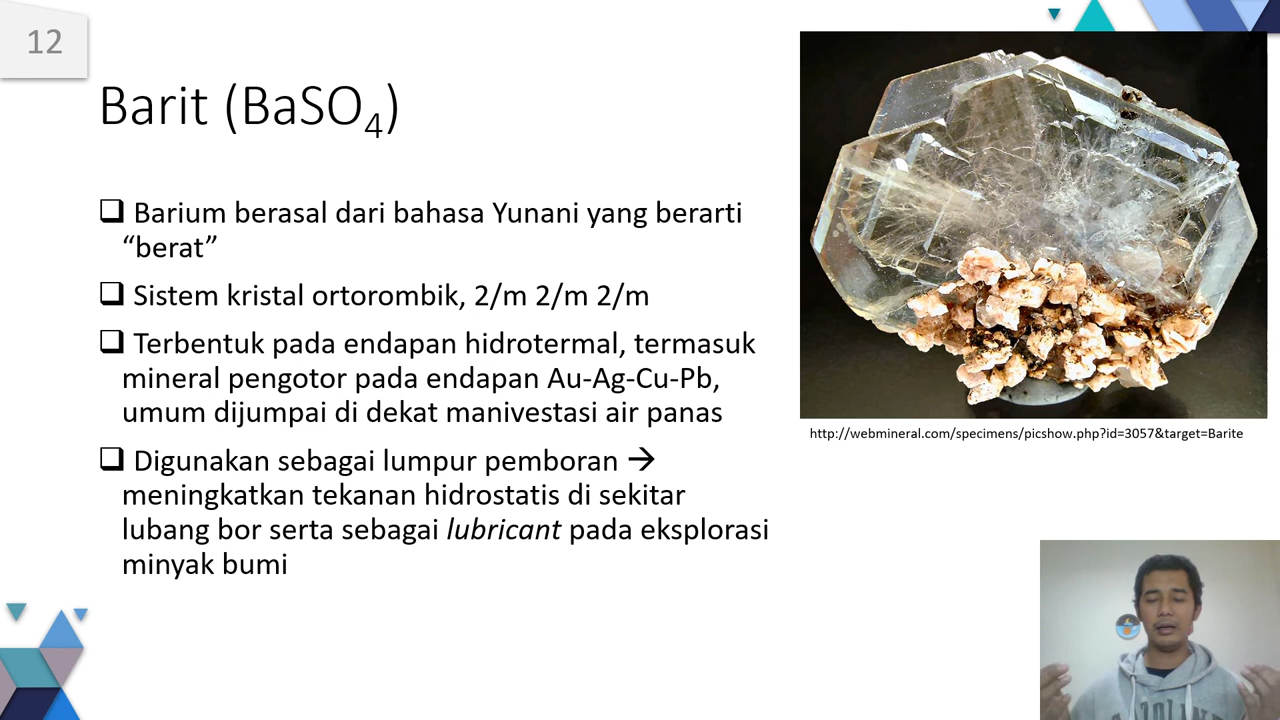 12
Barit (BaSO4)
❑ Barium berasal dari bahasa Yunani yang berarti
“berat”
❑ Sistem kristal ortorombik, 2/m 2/m 2/m
❑ Terbentuk pada endapan hidrotermal, termasuk
mineral pengotor pada endapan Au-Ag-Cu-Pb,
umum dijumpai di dekat manivestasi air panas
❑ Digunakan sebagai lumpur pemboran →
meningkatkan tekanan hidrostatis di sekitar
lubang bor serta sebagai lubricant pada eksplorasi
minyak bumi
http://webmineral.com/specimens/picshow.php?id=3057&target=Barite